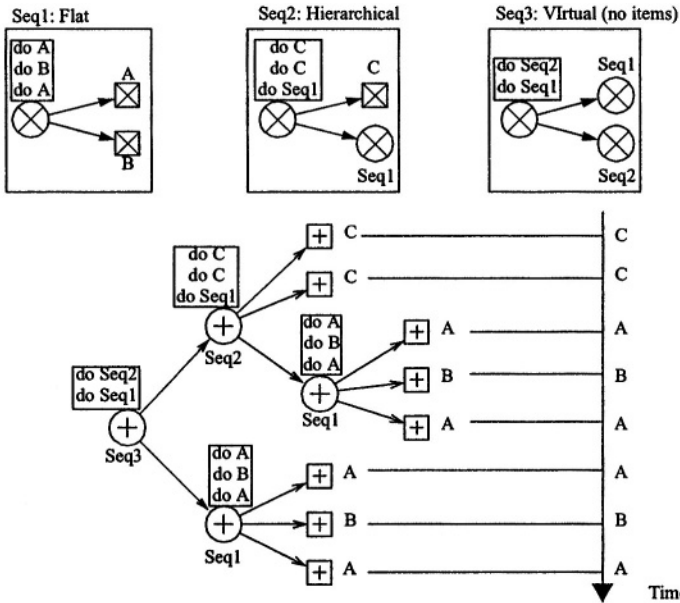 Seq1: Flat
Seq2: Hierarchical
Seq3: VIrtual (no items)
do A
do B
do A
A
B
do C
do C
do Seq1
C
Seq1
do Seq2
do Seq1
Seq1
Seq2
do C
do C
do Seq1
Seq2
C
C
C
C
do A
do B
do A
Seq1
A
A
B
B
A
A
do Seq2
do Seq1
Seq3
do A
do B
do A
Seq1
A
A
B
B
A
A